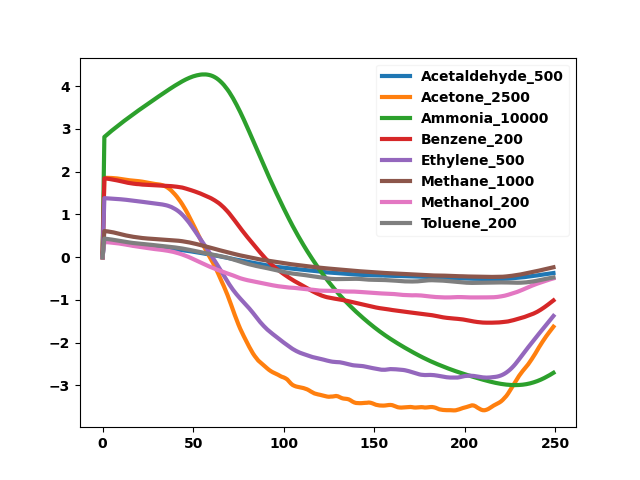 4
3
2
1
0
−1
−2
−3
0
50
100
150
200
250
Acetaldehyde_500
Acetone_2500
Ammonia_10000
Benzene_200
Ethylene_500
Methane_1000
Methanol_200
Toluene_200